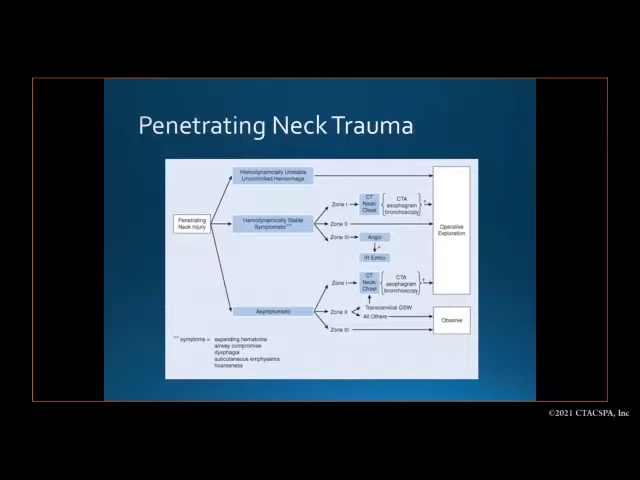 Penetrating Neck Trauma
Hemodynamically Unstable
Uncontrolled Hemorrhage
Penetrating
Neck Injury
Hemodynamically Stable
Symptomatic**
Zone I
CT
Neck/
Chest
CTA
esophagram
bronchoscopy
+
Zone II
Zone III
Angio
+
IR Embo
Operative
Exploration
Asymptomatic
Zone I
CT
Neck/
Chest
CTA
esophagram
bronchoscopy
+
Zone II
Transcervical GSW
All Others
Zone III
Observe
** symptoms = expanding hematoma
airway compromise
dysphagia
subcutaneous emphysema
hoarseness
©2021 CTACSPA, Inc